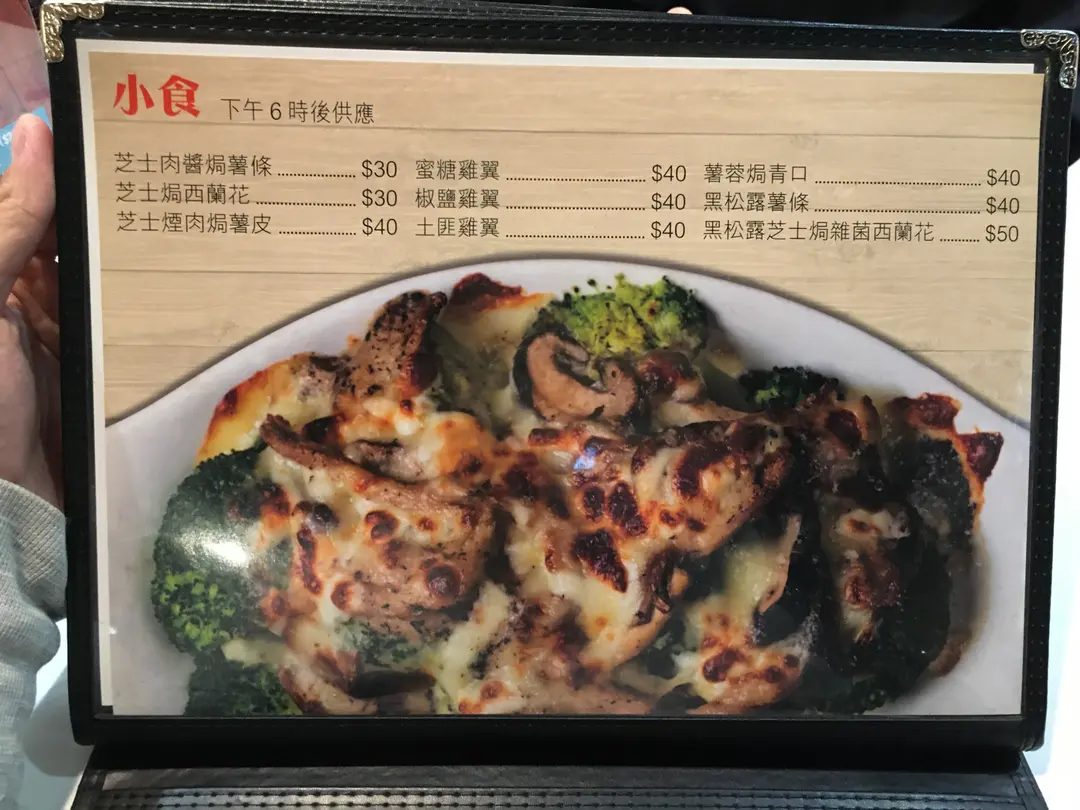 小食 下午6時後供應
芝士肉醬焗薯條 $30
芝士焗西蘭花 $30
芝士煙肉焗薯皮 $40
蜜糖雞翼 $40
椒鹽雞翼 $40
土匪雞翼 $40
薯蓉焗青口 $40
黑松露薯條 $40
黑松露芝士焗雜菌西蘭花 $50